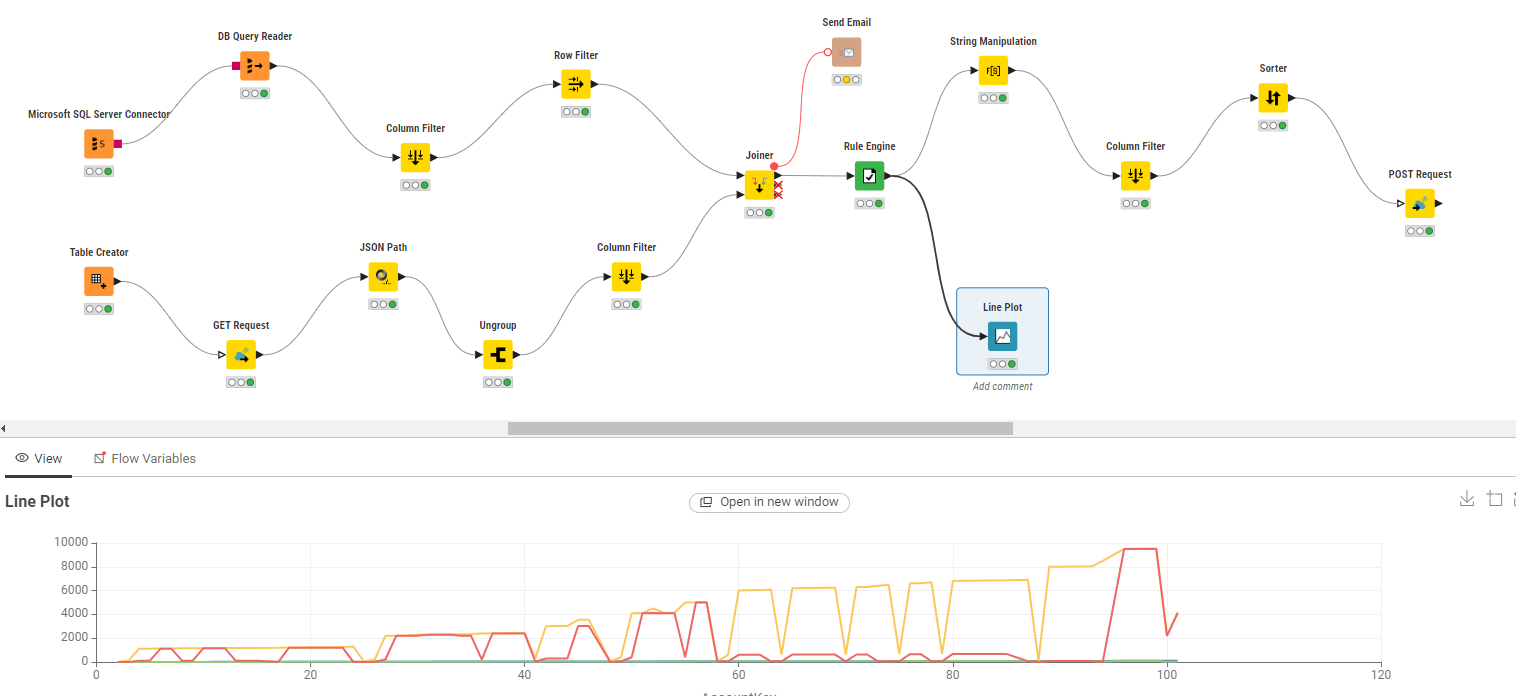 Send Email
DB Query Reader
String Manipulation
Row Filter
Sorter
Microsoft SQL Server Connector
S
Column Filter
Joiner
Rule Engine
Column Filter
POST Request
f[S]
Table Creator
JSON Path
Column Filter
GET Request
Ungroup
Line Plot
Add comment
View
Flow Variables
Line Plot
Open in new window
10000
8000
6000
4000
2000
0
0 20 40 60 80 100 120
AccountKey